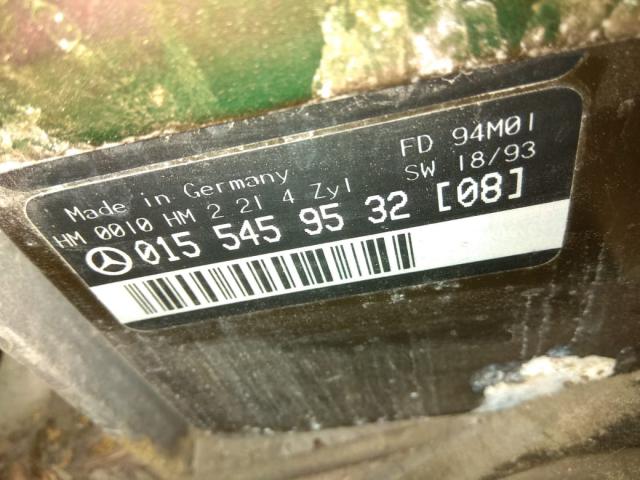 FD 94M01
Made in Germany SW 18/93
HM 0010 HM 2 2l 4 Zyl
015 545 95 32 [08]